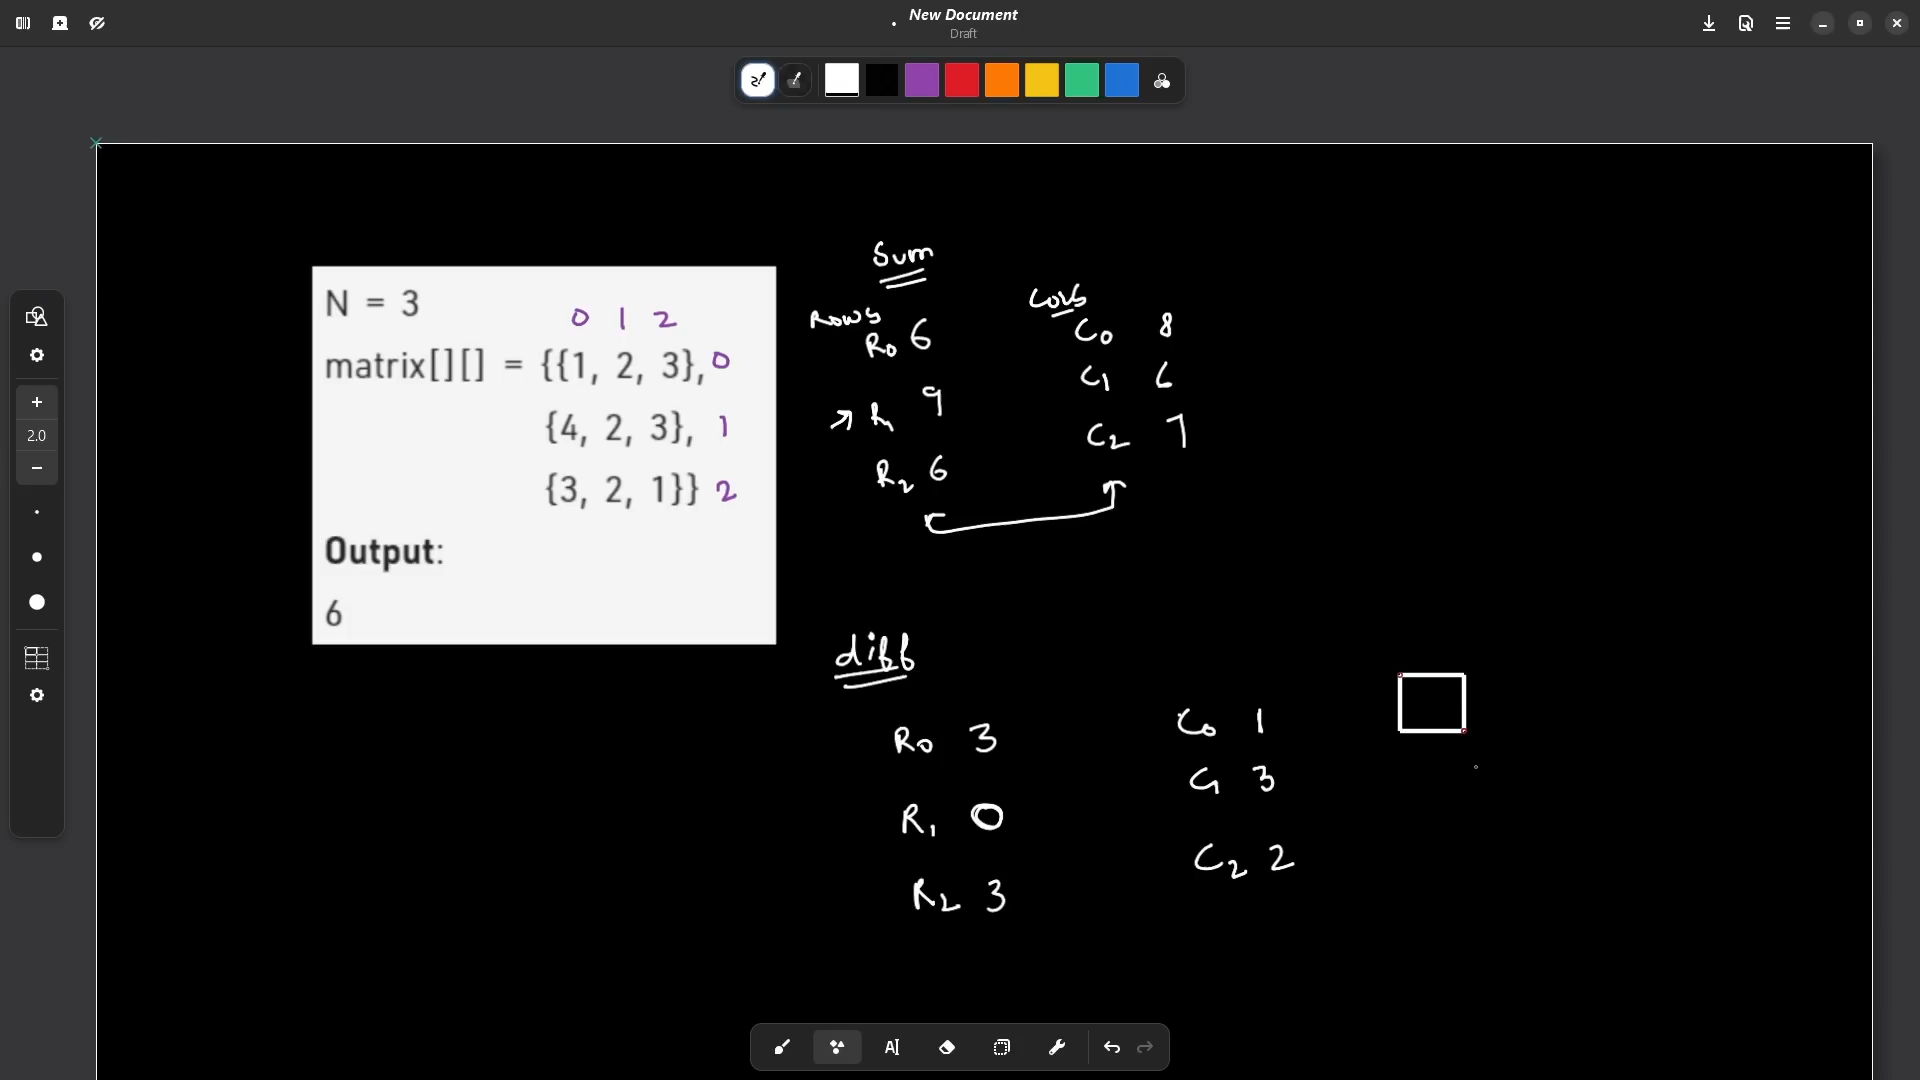 New Document
Draft
2.0
N = 3
0 1 2
matrix[][] = {{1, 2, 3}, 0
{4, 2, 3}, 1
{3, 2, 1}} 2
Output:
6
Sum
Rows
R0 6
R1 9
R2 6
Cols
C0 8
C1 6
C2 7
diff
R0 3
R1 0
R2 3
C0 1
C1 3
C2 2
AI